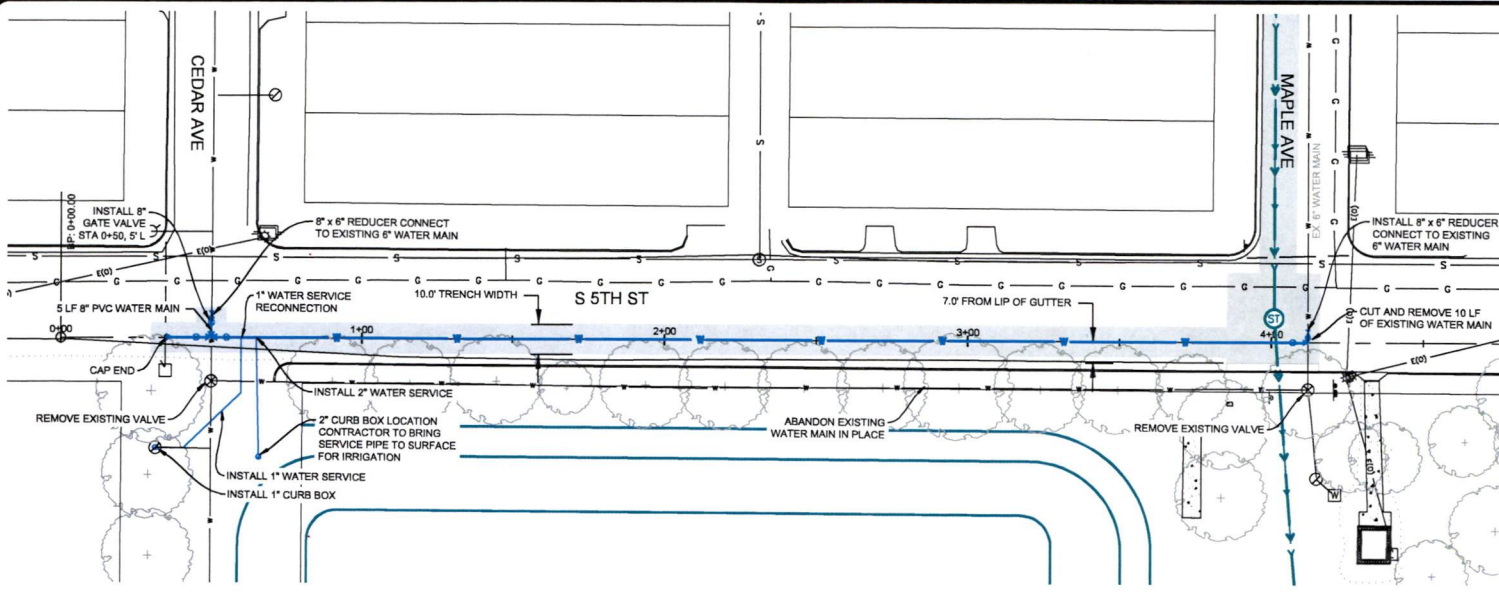 CEDAR AVE
MAPLE AVE
EX. 6" WATER MAIN
BP: 0+00.00
INSTALL 8"
GATE VALVE
STA 0+50, 5' L
8" x 6" REDUCER CONNECT
TO EXISTING 6" WATER MAIN
INSTALL 8" x 6" REDUCER
CONNECT TO EXISTING
6" WATER MAIN
5 LF 8" PVC WATER MAIN
1" WATER SERVICE
RECONNECTION
10.0' TRENCH WIDTH
S 5TH ST
7.0' FROM LIP OF GUTTER
CUT AND REMOVE 10 LF
OF EXISTING WATER MAIN
0+00
1+00
2+00
3+00
4+00
ST
CAP END
INSTALL 2" WATER SERVICE
REMOVE EXISTING VALVE
2" CURB BOX LOCATION
CONTRACTOR TO BRING
SERVICE PIPE TO SURFACE
FOR IRRIGATION
ABANDON EXISTING
WATER MAIN IN PLACE
REMOVE EXISTING VALVE
INSTALL 1" WATER SERVICE
INSTALL 1" CURB BOX
S
G
W
E(O)